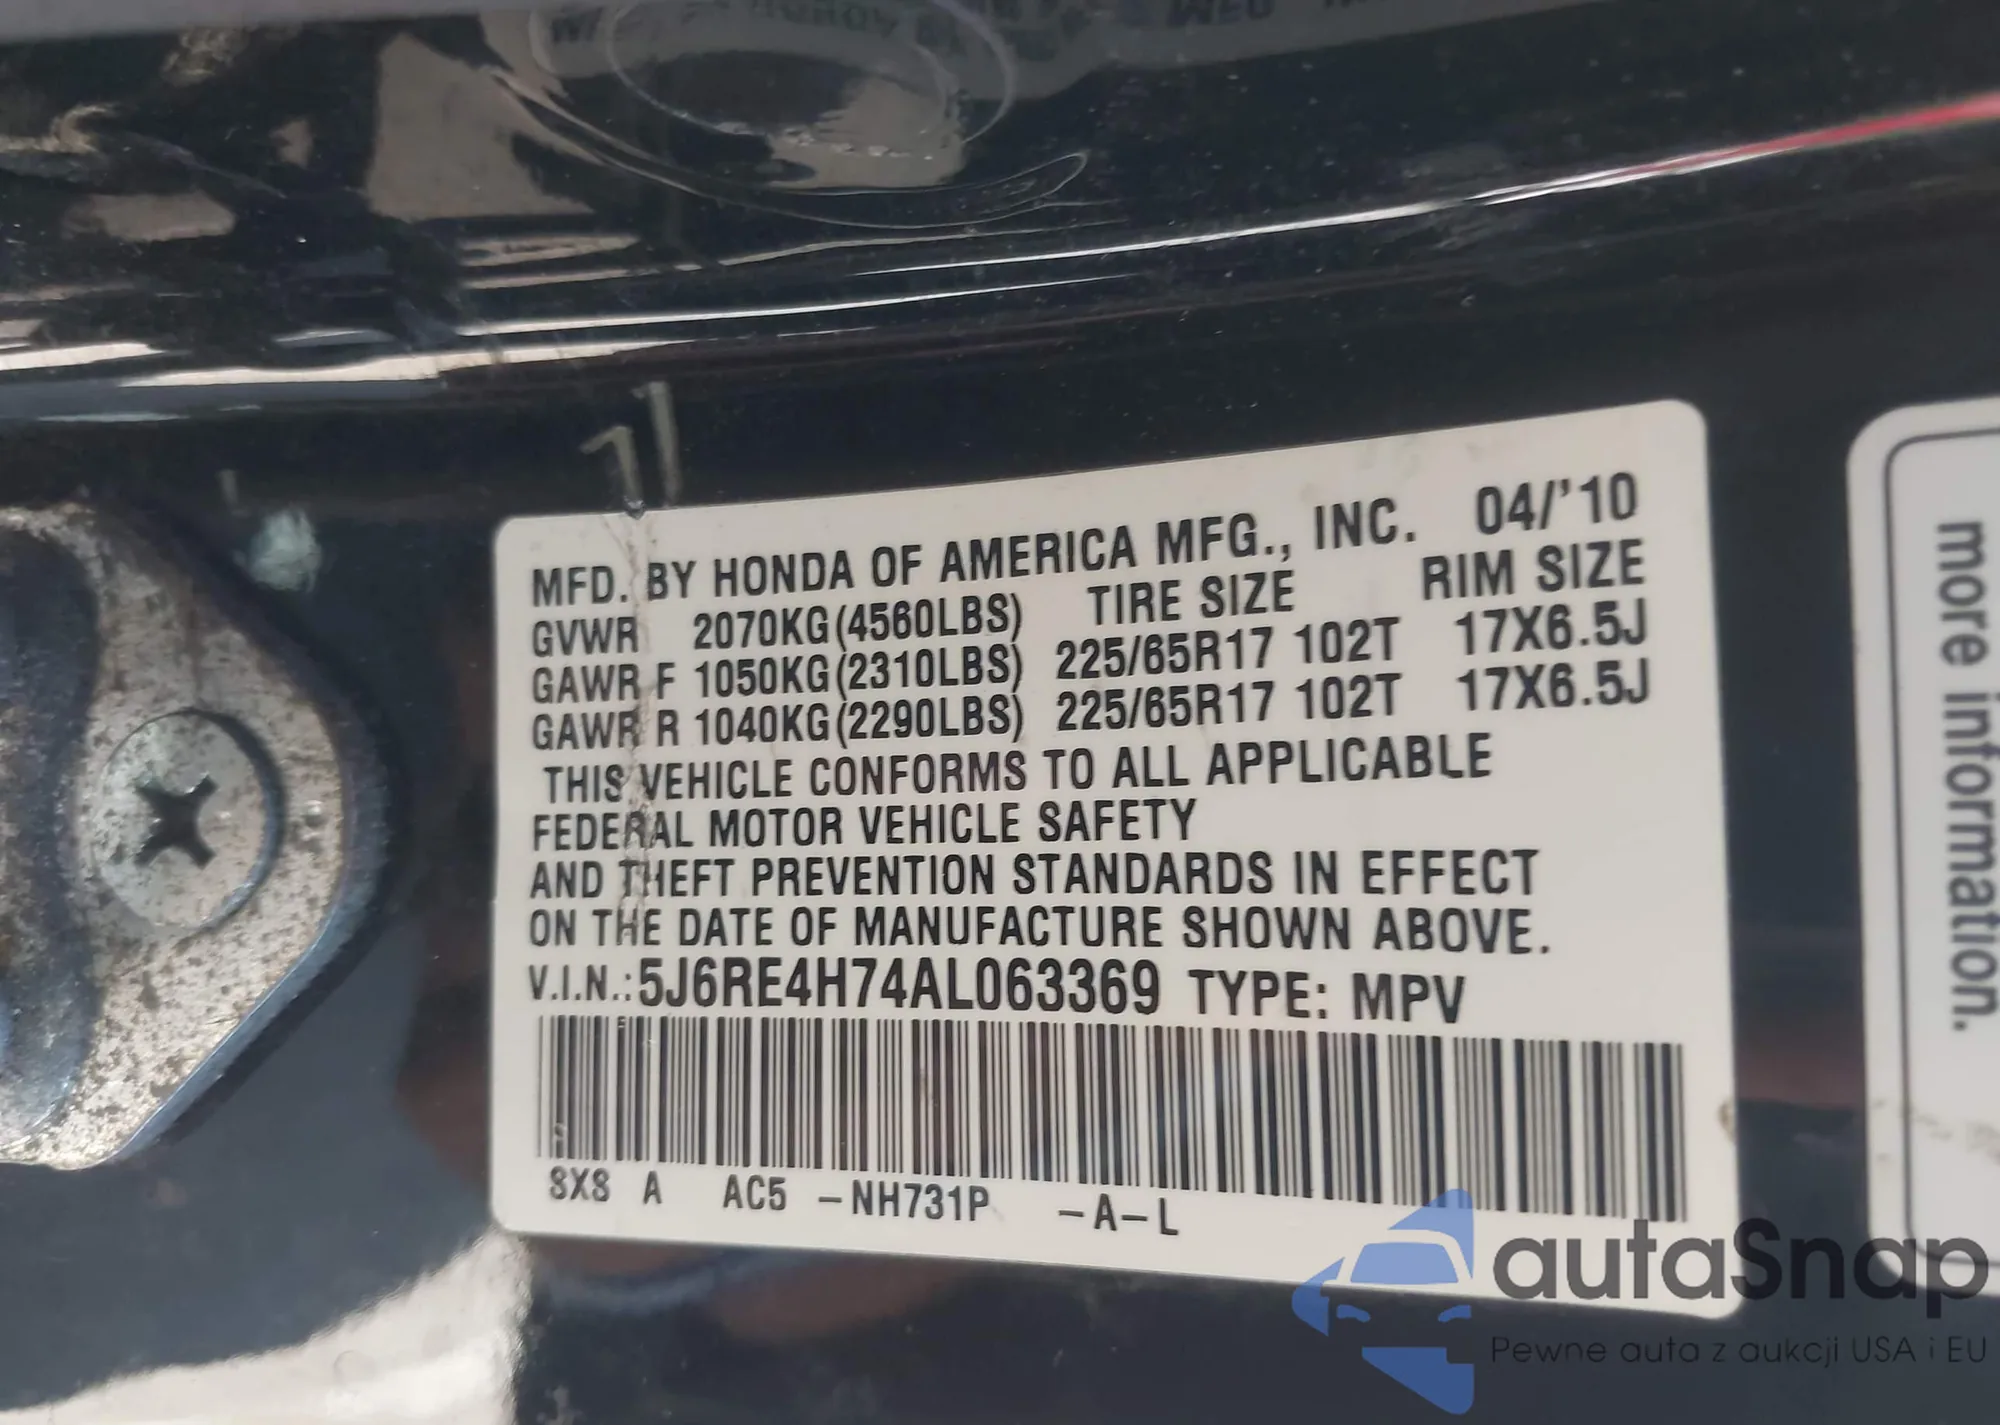 MFD. BY HONDA OF AMERICA MFG., INC. 04/'10
GVWR 2070KG(4560LBS) TIRE SIZE RIM SIZE
GAWR F 1050KG(2310LBS) 225/65R17 102T 17X6.5J
GAWR R 1040KG(2290LBS) 225/65R17 102T 17X6.5J
THIS VEHICLE CONFORMS TO ALL APPLICABLE
FEDERAL MOTOR VEHICLE SAFETY
AND THEFT PREVENTION STANDARDS IN EFFECT
ON THE DATE OF MANUFACTURE SHOWN ABOVE.
V.I.N.:5J6RE4H74AL063369 TYPE: MPV
SXS A AC5 -NH731P -A-L
more information.
autaSnap
Pewne auta z aukcji USA i EU